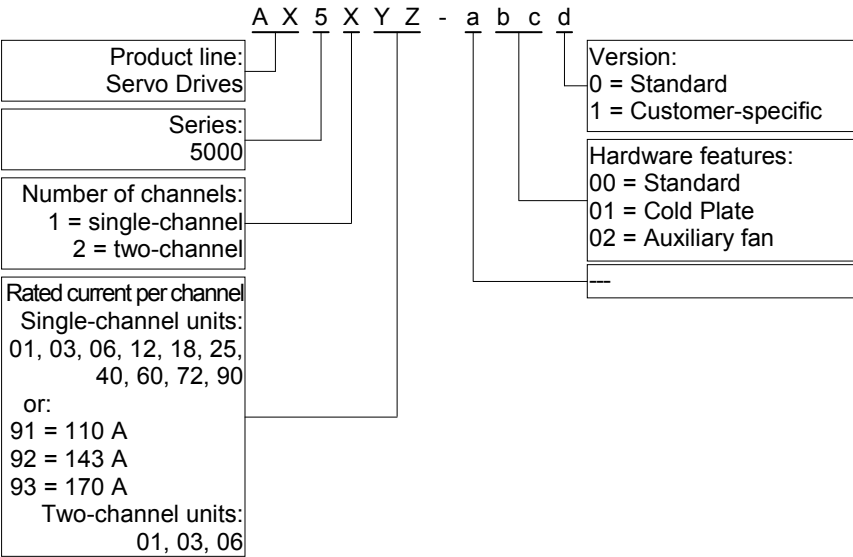 A X 5 X Y Z - a b c d
Product line:
Servo Drives
Series:
5000
Number of channels:
1 = single-channel
2 = two-channel
Rated current per channel
Single-channel units:
01, 03, 06, 12, 18, 25,
40, 60, 72, 90
or:
91 = 110 A
92 = 143 A
93 = 170 A
Two-channel units:
01, 03, 06
Version:
0 = Standard
1 = Customer-specific
Hardware features:
00 = Standard
01 = Cold Plate
02 = Auxiliary fan
---